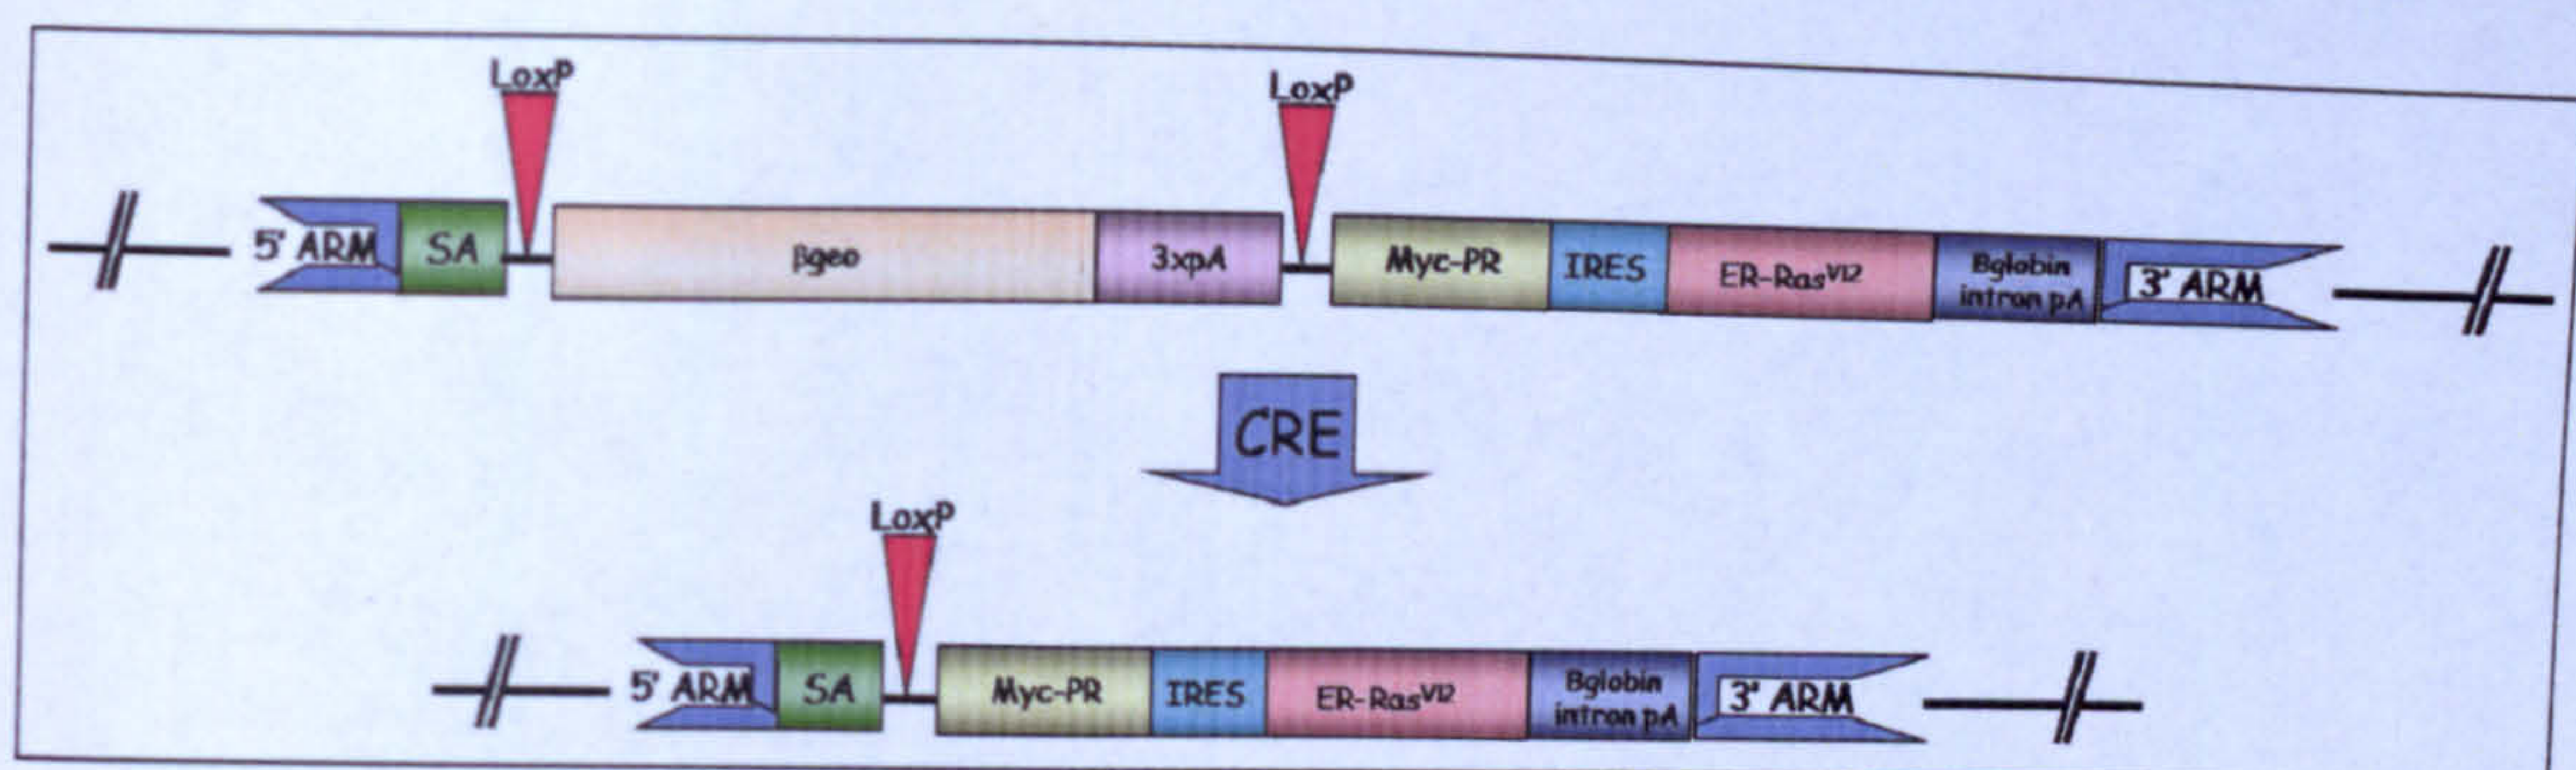 LoxP
LoxP
5' ARM
SA
βgeo
3xpA
Myc-PR
IRES
ER-Ras^V12
Bglobin
intron pA
3' ARM
CRE
LoxP
5' ARM
SA
Myc-PR
IRES
ER-Ras^V12
Bglobin
intron pA
3' ARM